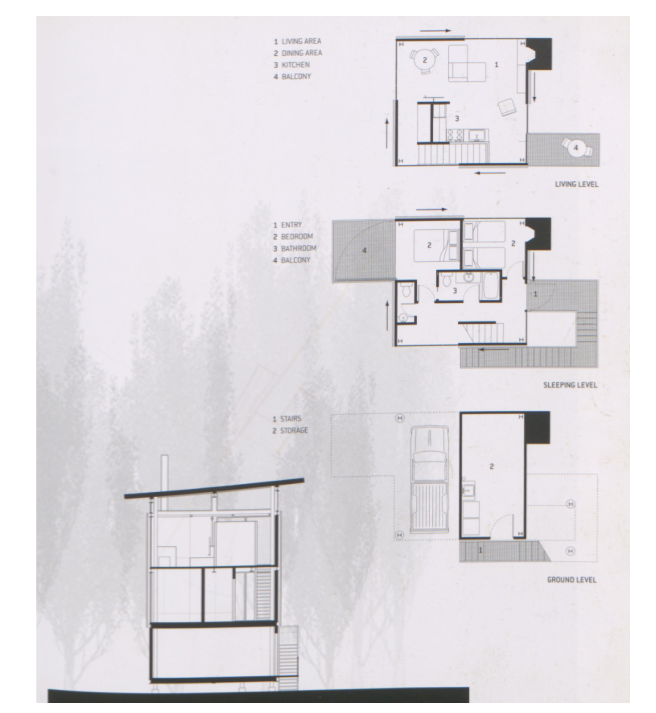 1 LIVING AREA
2 DINING AREA
3 KITCHEN
4 BALCONY
2
1
3
4
LIVING LEVEL
1 ENTRY
2 BEDROOM
3 BATHROOM
4 BALCONY
4
2
2
3
1
SLEEPING LEVEL
1 STAIRS
2 STORAGE
2
1
GROUND LEVEL